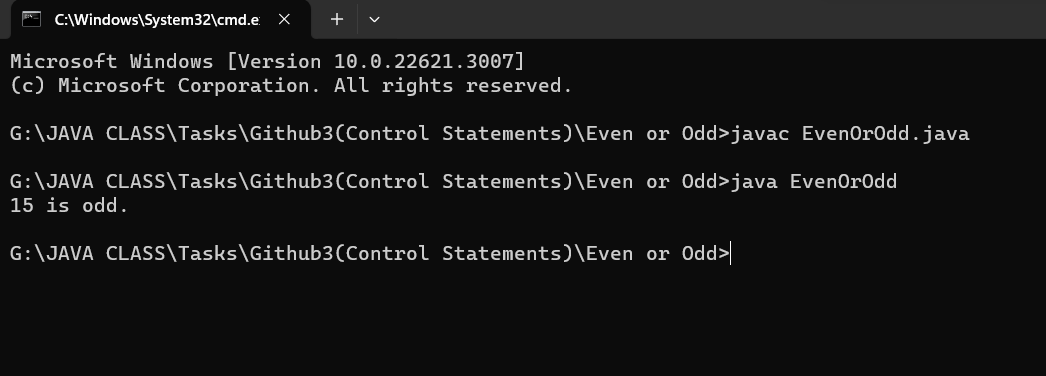 C:\Windows\System32\cmd.e
Microsoft Windows [Version 10.0.22621.3007]
(c) Microsoft Corporation. All rights reserved.
G:\JAVA CLASS\Tasks\Github3(Control Statements)\Even or Odd>javac EvenOrOdd.java
G:\JAVA CLASS\Tasks\Github3(Control Statements)\Even or Odd>java EvenOrOdd
15 is odd.
G:\JAVA CLASS\Tasks\Github3(Control Statements)\Even or Odd>